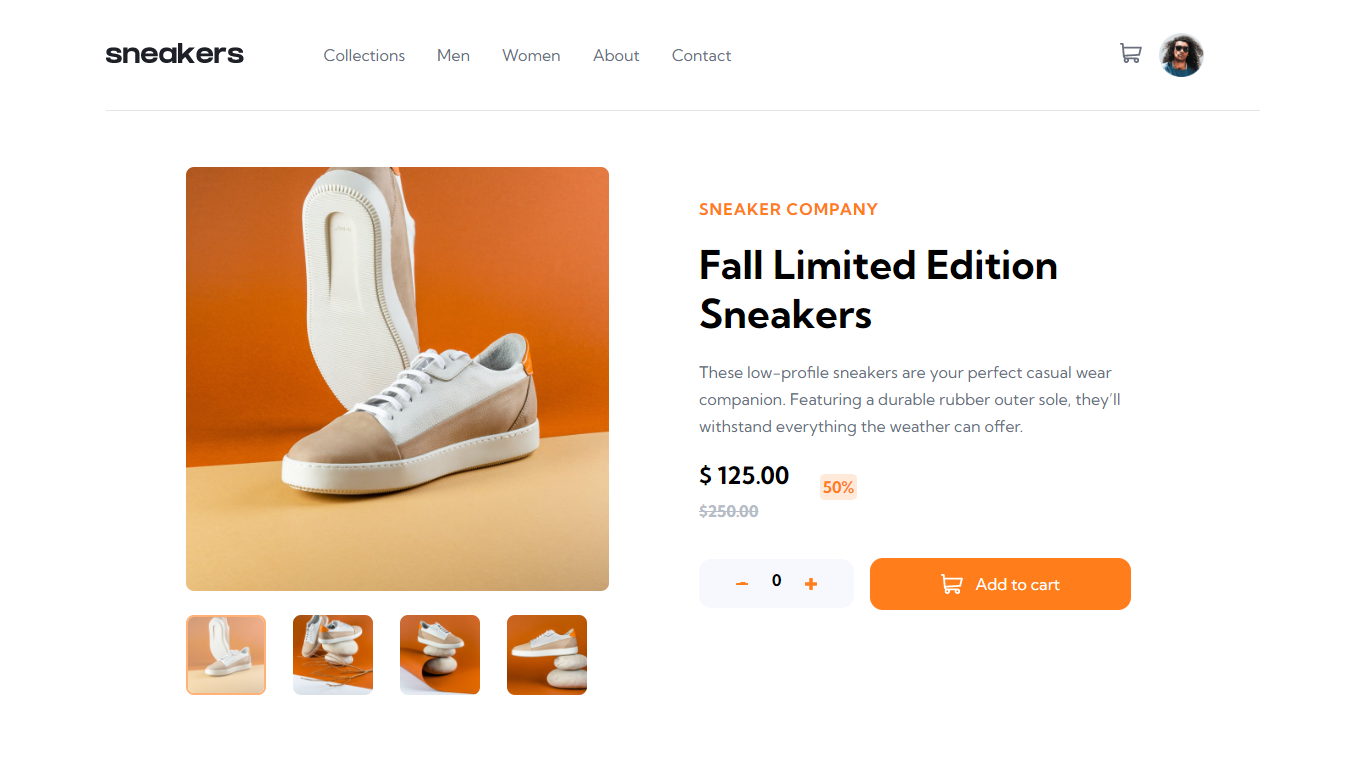 sneakers
Collections Men Women About Contact
SNEAKER COMPANY
Fall Limited Edition
Sneakers
These low-profile sneakers are your perfect casual wear
companion. Featuring a durable rubber outer sole, they’ll
withstand everything the weather can offer.
$ 125.00
50%
$250.00
0
Add to cart